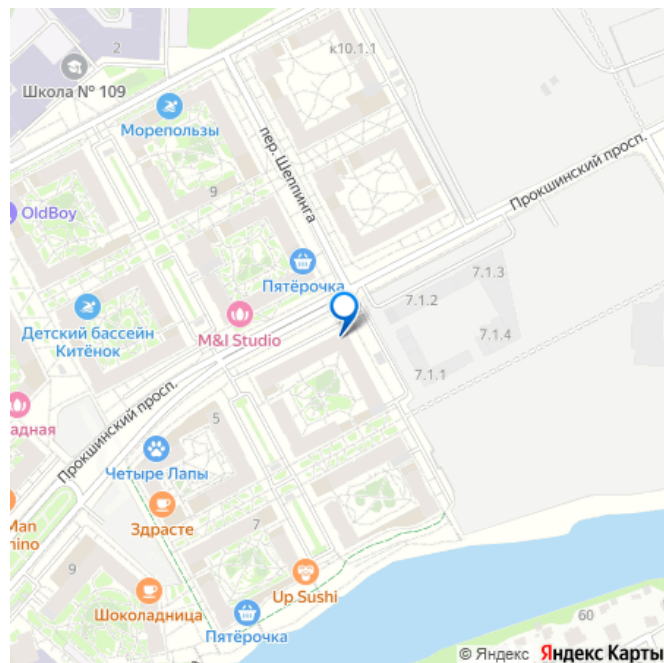 2
к10.1.1
Школа № 109
Морепользы
пер. Шеппинга
Прокшинский просп.
9
OldBoy
Пятёрочка
7.1.3
7.1.2
Детский бассейн
Китёнок
M&I Studio
7.1.4
7.1.1
Прокшинский просп.
адная
5
Четыре Лапы
Man
nino
Здрасте
7
9
Up Sushi
Шоколадница
Пятёрочка
60
© Яндекс Яндекс Карты